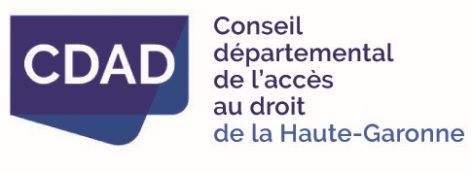 CDAD
Conseil
départemental
de l'accès
au droit
de la Haute-Garonne